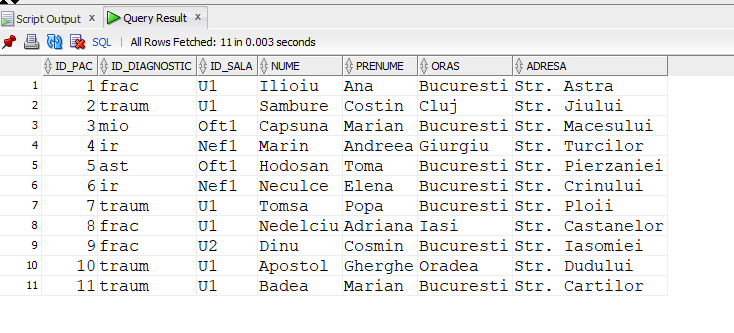 Script Output x Query Result x
SQL | All Rows Fetched: 11 in 0.003 seconds
ID_PAC ID_DIAGNOSTIC ID_SALA NUME PRENUME ORAS ADRESA
1 1 frac U1 Ilioiu Ana Bucuresti Str. Astra
2 2 traum U1 Sambure Costin Cluj Str. Jiului
3 3 mio Oft1 Capsuna Marian Bucuresti Str. Macesului
4 4 ir Nef1 Marin Andreea Giurgiu Str. Turcilor
5 5 ast Oft1 Hodosan Toma Bucuresti Str. Pierzaniei
6 6 ir Nef1 Neculce Elena Bucuresti Str. Crinului
7 7 traum U1 Tomsa Popa Bucuresti Str. Ploii
8 8 frac U1 Nedelciu Adriana Iasi Str. Castanelor
9 9 frac U2 Dinu Cosmin Bucuresti Str. Iasomiei
10 10 traum U1 Apostol Gherghe Oradea Str. Dudului
11 11 traum U1 Badea Marian Bucuresti Str. Cartilor